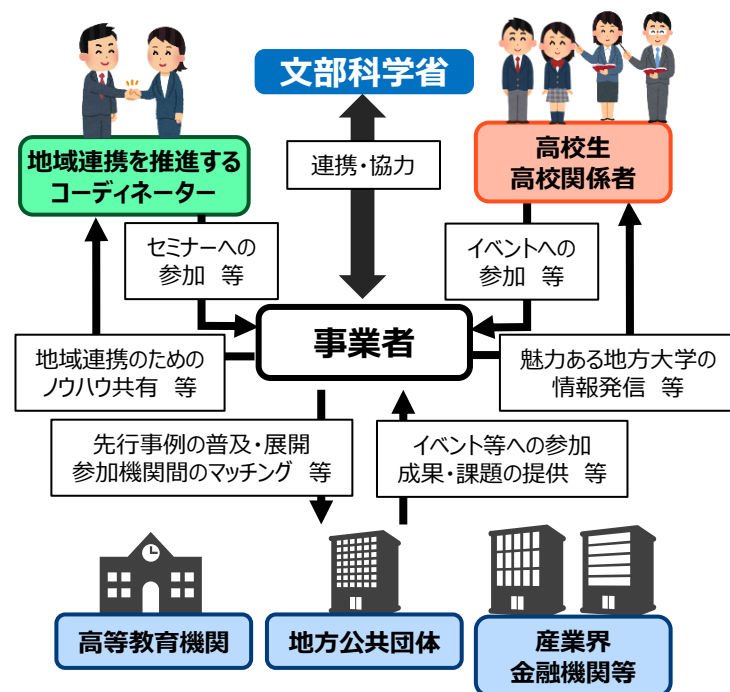 文部科学省
地域連携を推進する
コーディネーター
連携・協力
高校生
高校関係者
セミナーへの
参加 等
イベントへの
参加 等
事業者
地域連携のための
ノウハウ共有 等
魅力ある地方大学の
情報発信 等
先行事例の普及・展開
参加機関間のマッチング 等
イベント等への参加
成果・課題の提供 等
高等教育機関
地方公共団体
産業界
金融機関等